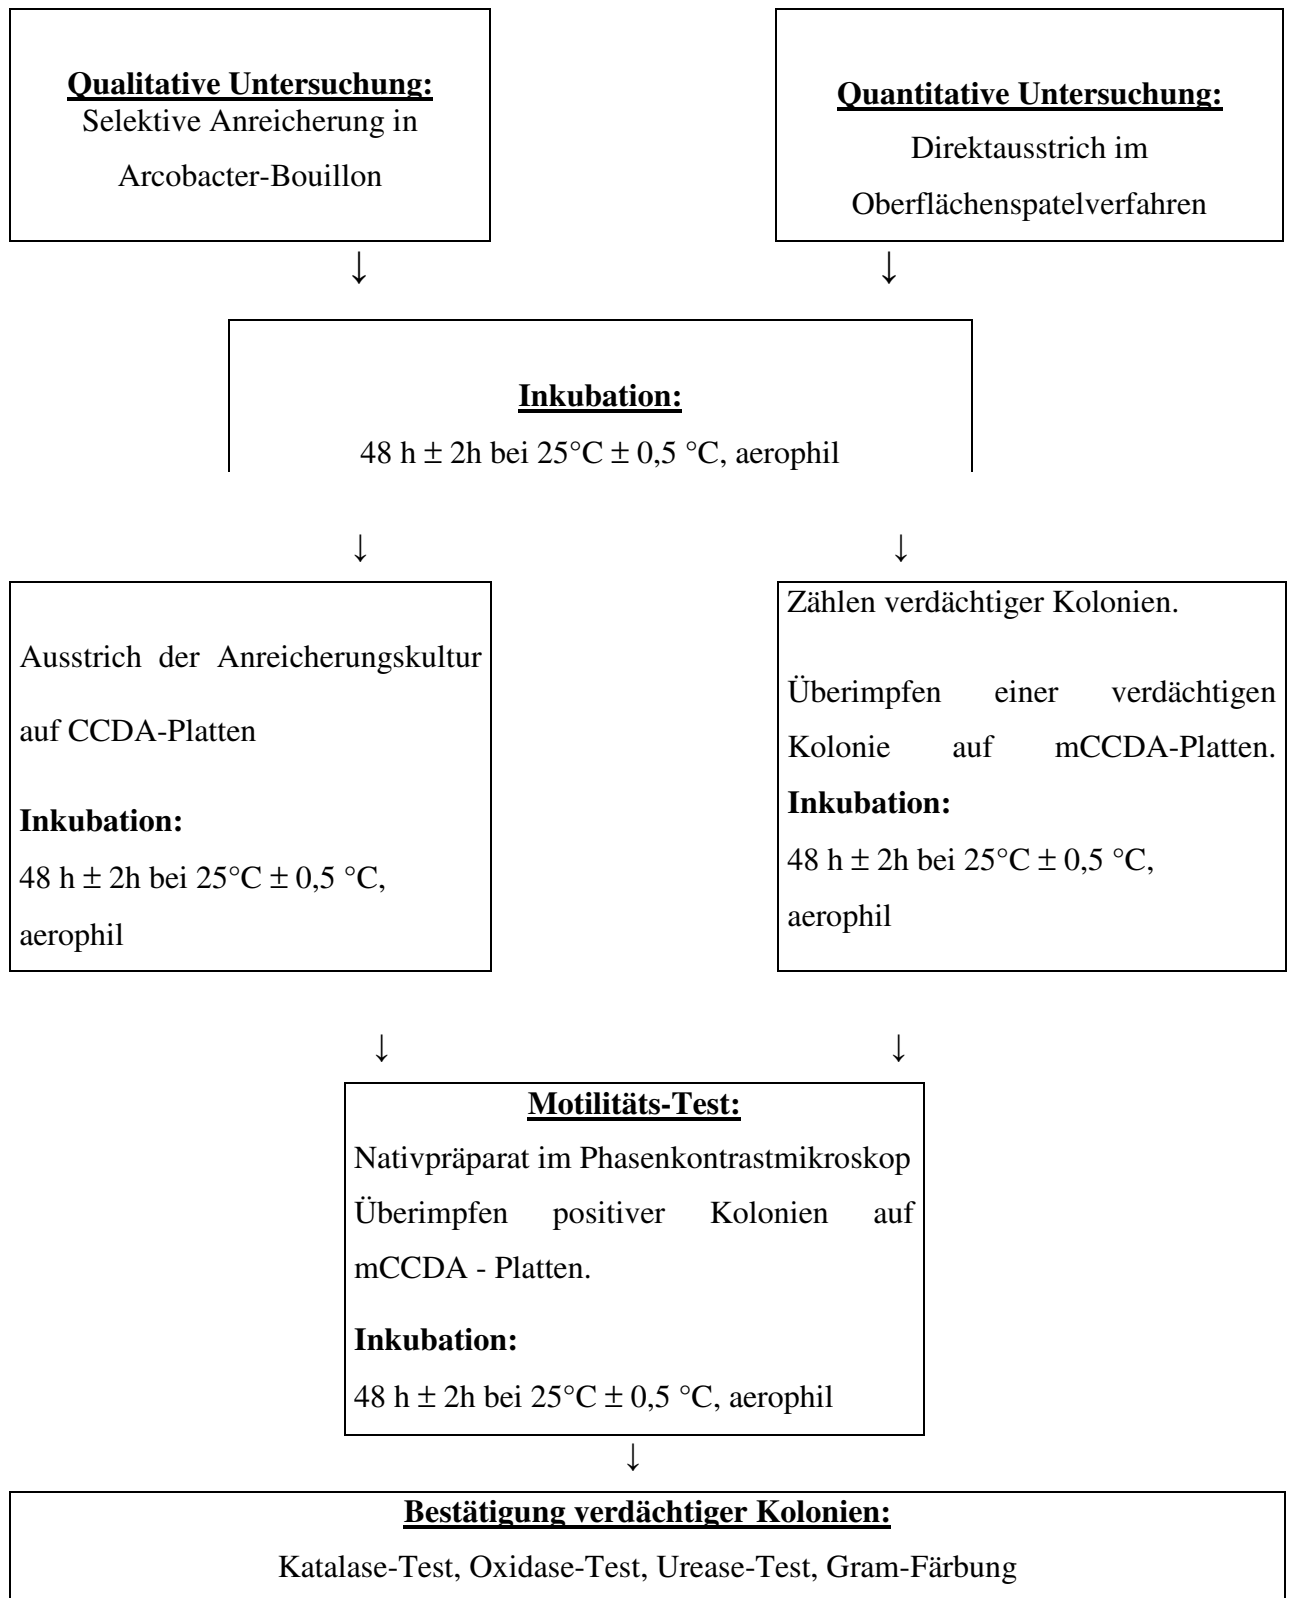 Qualitative Untersuchung:
Selektive Anreicherung in
Arcobacter-Bouillon
Quantitative Untersuchung:
Direktausstrich im
Oberflächenspatelverfahren
↓ ↓
Inkubation:
48 h ± 2h bei 25°C ± 0,5 °C, aerophil
↓ ↓
Ausstrich der Anreicherungskultur
auf CCDA-Platten
Inkubation:
48 h ± 2h bei 25°C ± 0,5 °C,
aerophil
Zählen verdächtiger Kolonien.
Überimpfen einer verdächtigen
Kolonie auf mCCDA-Platten.
Inkubation:
48 h ± 2h bei 25°C ± 0,5 °C,
aerophil
↓ ↓
Motilitäts-Test:
Nativpräparat im Phasenkontrastmikroskop
Überimpfen positiver Kolonien auf
mCCDA - Platten.
Inkubation:
48 h ± 2h bei 25°C ± 0,5 °C, aerophil
↓
Bestätigung verdächtiger Kolonien:
Katalase-Test, Oxidase-Test, Urease-Test, Gram-Färbung